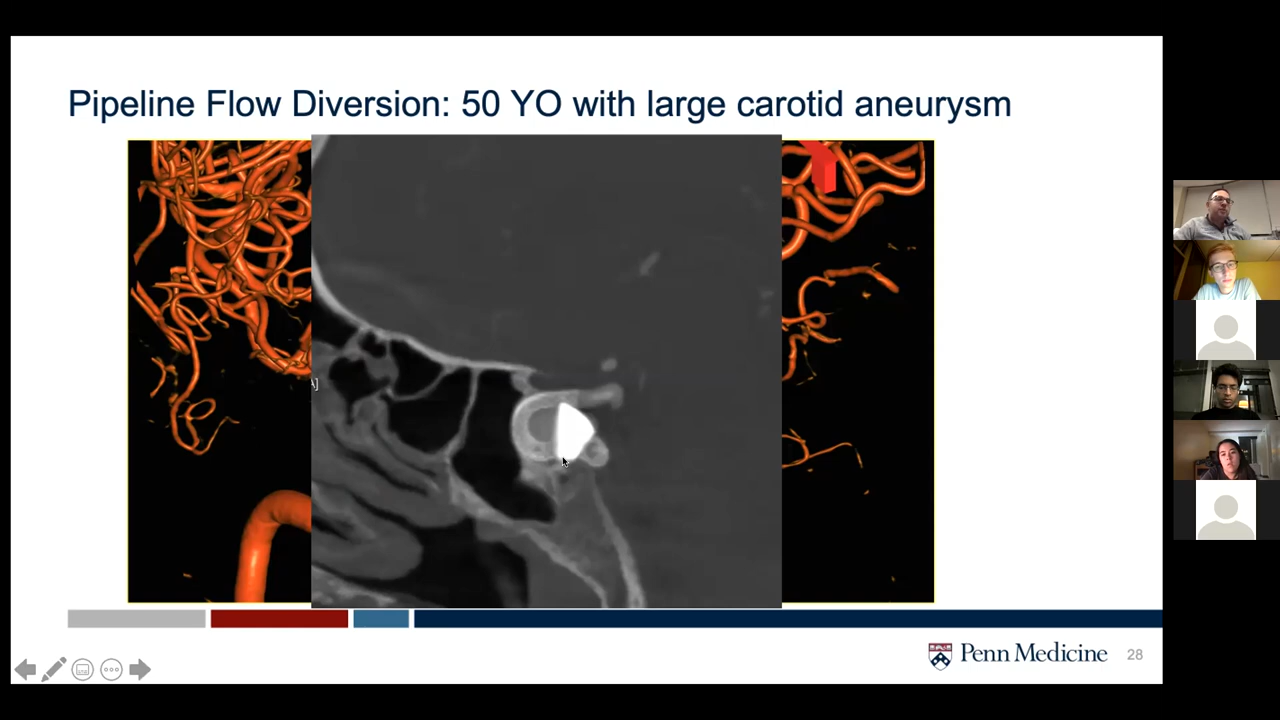 Pipeline Flow Diversion: 50 YO with large carotid aneurysm
A]
Penn Medicine
28